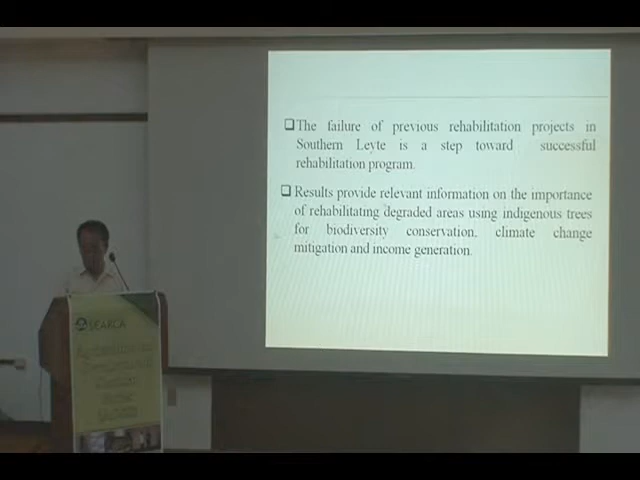 ❑The failure of previous rehabilitation projects in
Southern Leyte is a step toward successful
rehabilitation program.
❑ Results provide relevant information on the importance
of rehabilitating degraded areas using indigenous trees
for biodiversity conservation, climate change
mitigation and income generation.
SEARCA